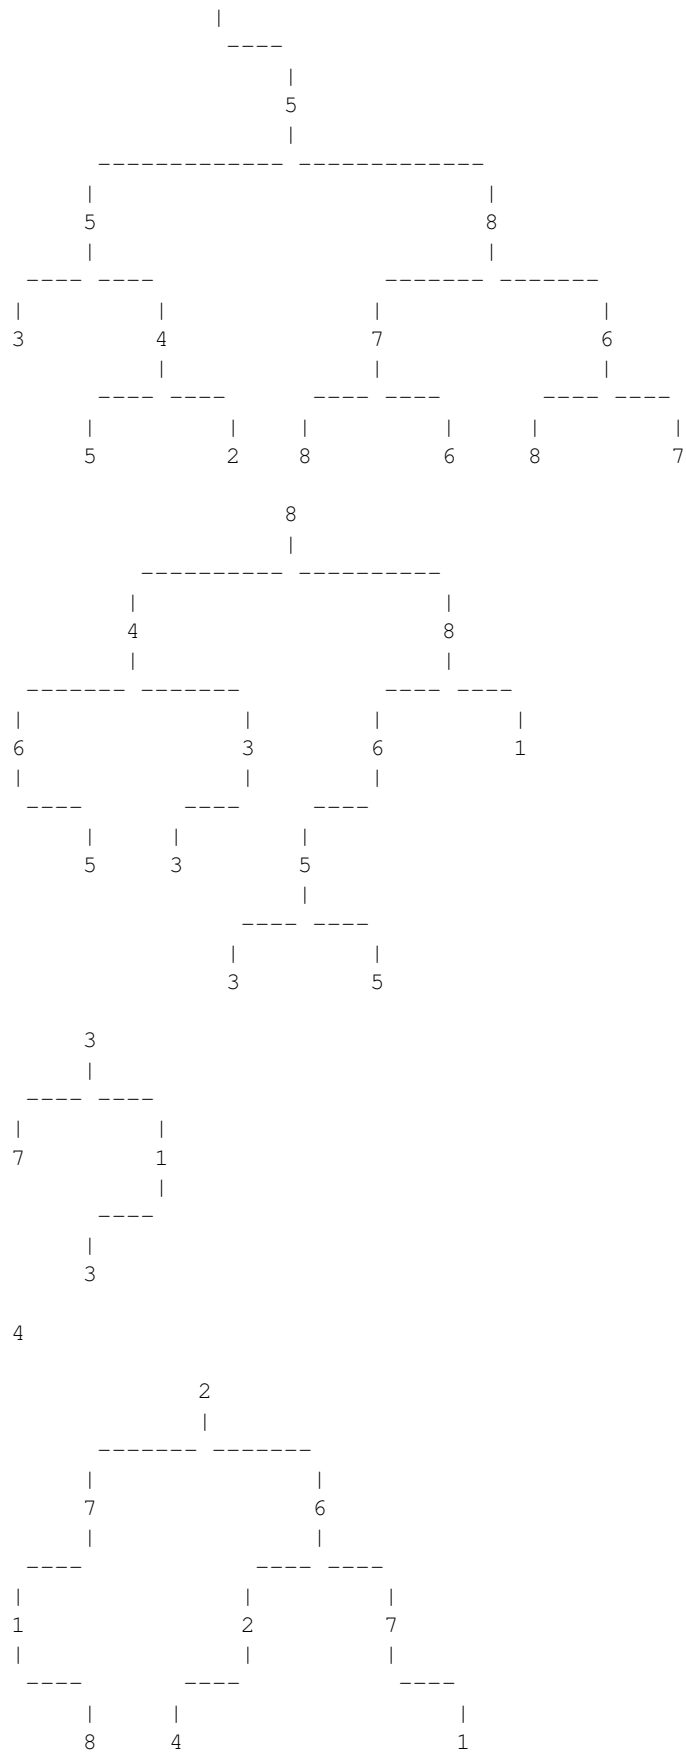 |
----
|
5
|
------------- -------------
| |
5 8
| |
---- ---- ------- -------
| | | |
3 4 7 6
| | |
---- ---- ---- ---- ---- ----
| | | | | |
5 2 8 6 8 7
8
|
---------- ----------
| |
4 8
| |
------- ------- ---- ----
| | | |
6 3 6 1
| | |
---- ---- ----
| | |
5 3 5
|
---- ----
| |
3 5
3
|
---- ----
| |
7 1
|
----
|
3
4
2
|
------- -------
| |
7 6
| |
---- ---- ----
| | |
1 2 7
| | |
---- ---- ----
| | |
8 4 1